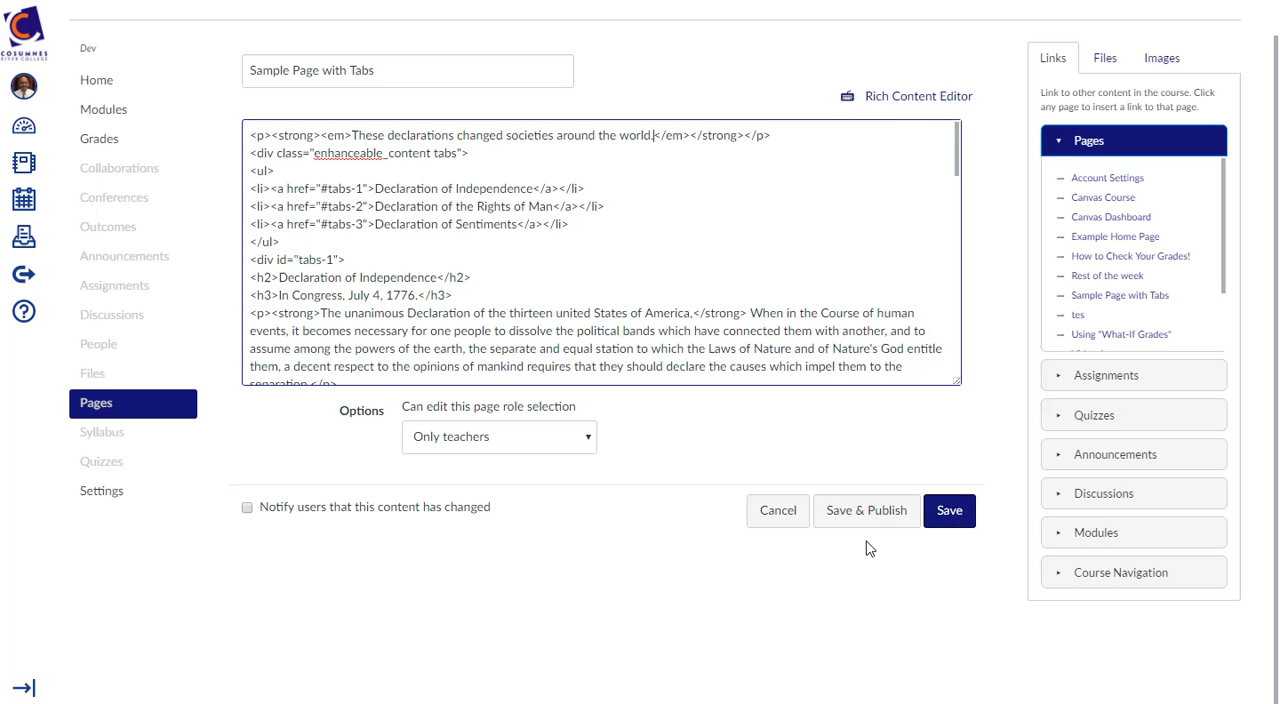 COSUMNES
RIVER COLLEGE
Dev
Home
Modules
Grades
Collaborations
Conferences
Outcomes
Announcements
Assignments
Discussions
People
Files
Pages
Syllabus
Quizzes
Settings
Sample Page with Tabs
Rich Content Editor
<p><strong><em>These declarations changed societies around the world.</em></strong></p>
<div class="enhanceable_content tabs">
<ul>
<li><a href="#tabs-1">Declaration of Independence</a></li>
<li><a href="#tabs-2">Declaration of the Rights of Man</a></li>
<li><a href="#tabs-3">Declaration of Sentiments</a></li>
</ul>
<div id="tabs-1">
<h2>Declaration of Independence</h2>
<h3>In Congress, July 4, 1776.</h3>
<p><strong>The unanimous Declaration of the thirteen united States of America,</strong> When in the Course of human
events, it becomes necessary for one people to dissolve the political bands which have connected them with another, and to
assume among the powers of the earth, the separate and equal station to which the Laws of Nature and of Nature's God entitle
them, a decent respect to the opinions of mankind requires that they should declare the causes which impel them to the
separation.</p>
Options
Can edit this page role selection
Only teachers
Notify users that this content has changed
Cancel
Save & Publish
Save
Links
Files
Images
Link to other content in the course. Click
any page to insert a link to that page.
Pages
Account Settings
Canvas Course
Canvas Dashboard
Example Home Page
How to Check Your Grades!
Rest of the week
Sample Page with Tabs
tes
Using "What-If Grades"
Assignments
Quizzes
Announcements
Discussions
Modules
Course Navigation